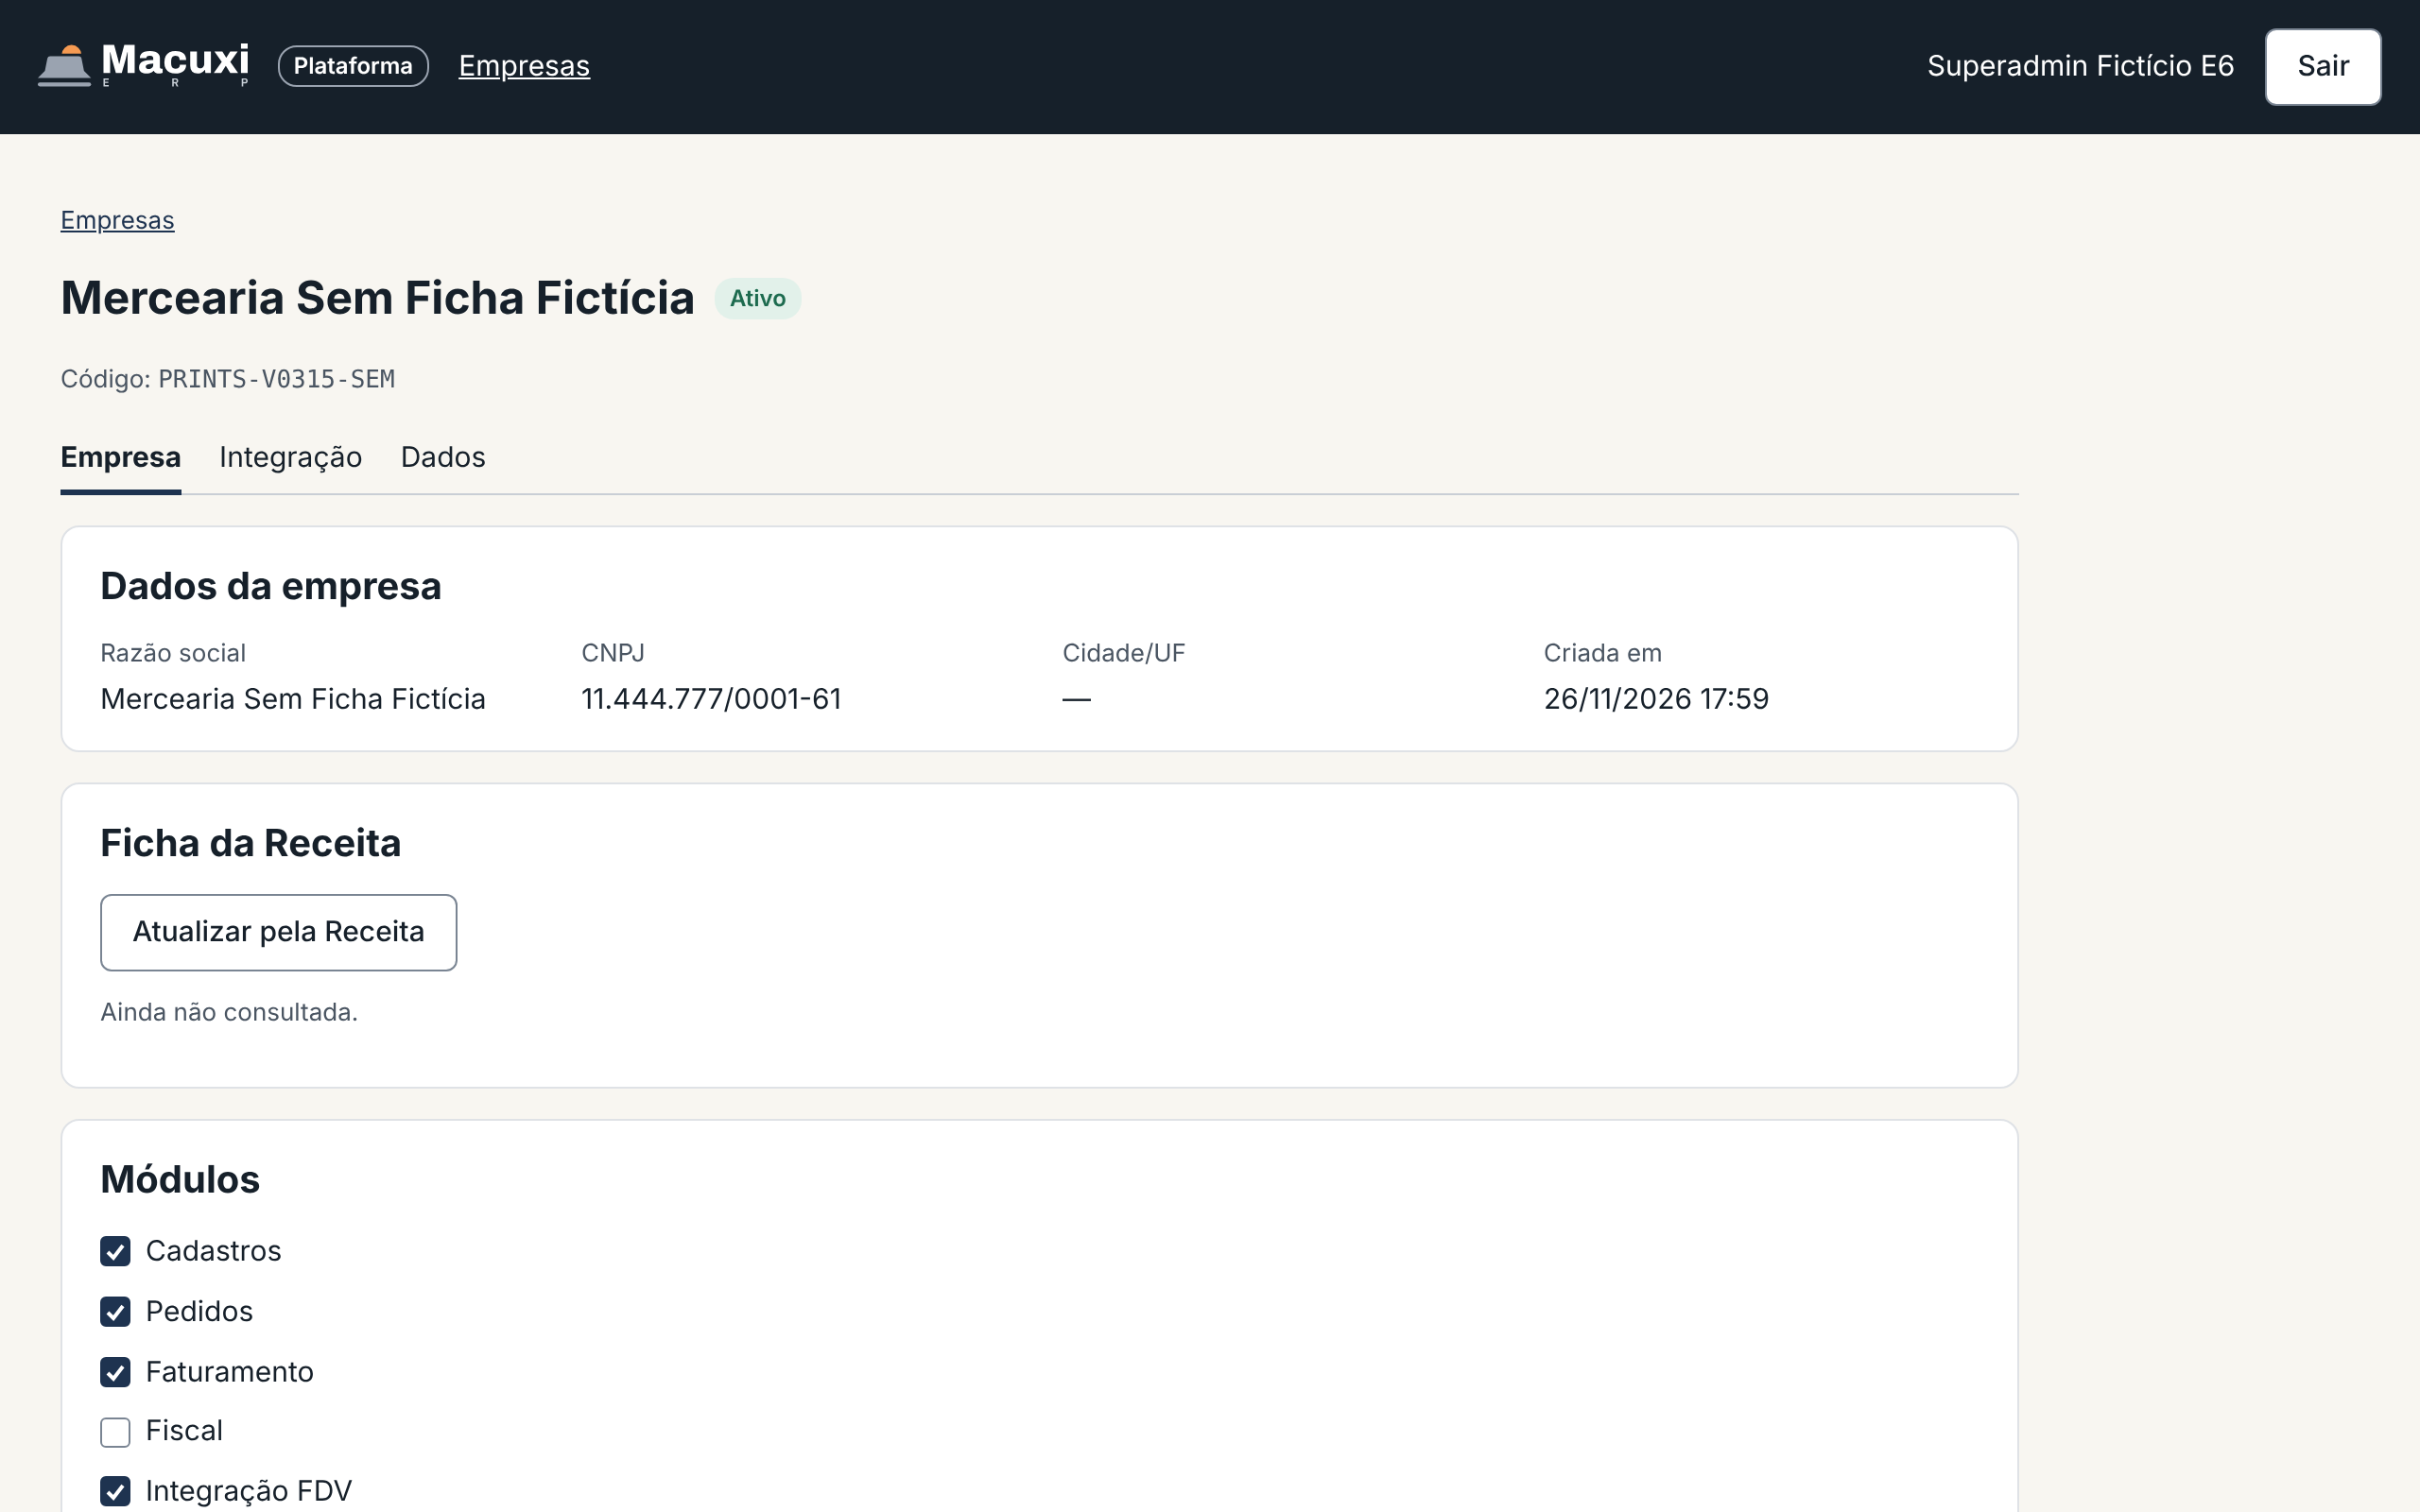 Macuxi
E R P
Plataforma
Empresas
Superadmin Fictício E6
Sair
Empresas
Mercearia Sem Ficha Fictícia
Ativo
Código: PRINTS-V0315-SEM
Empresa
Integração
Dados
Dados da empresa
Razão social
Mercearia Sem Ficha Fictícia
CNPJ
11.444.777/0001-61
Cidade/UF
—
Criada em
26/11/2026 17:59
Ficha da Receita
Atualizar pela Receita
Ainda não consultada.
Módulos
Cadastros
Pedidos
Faturamento
Fiscal
Integração FDV